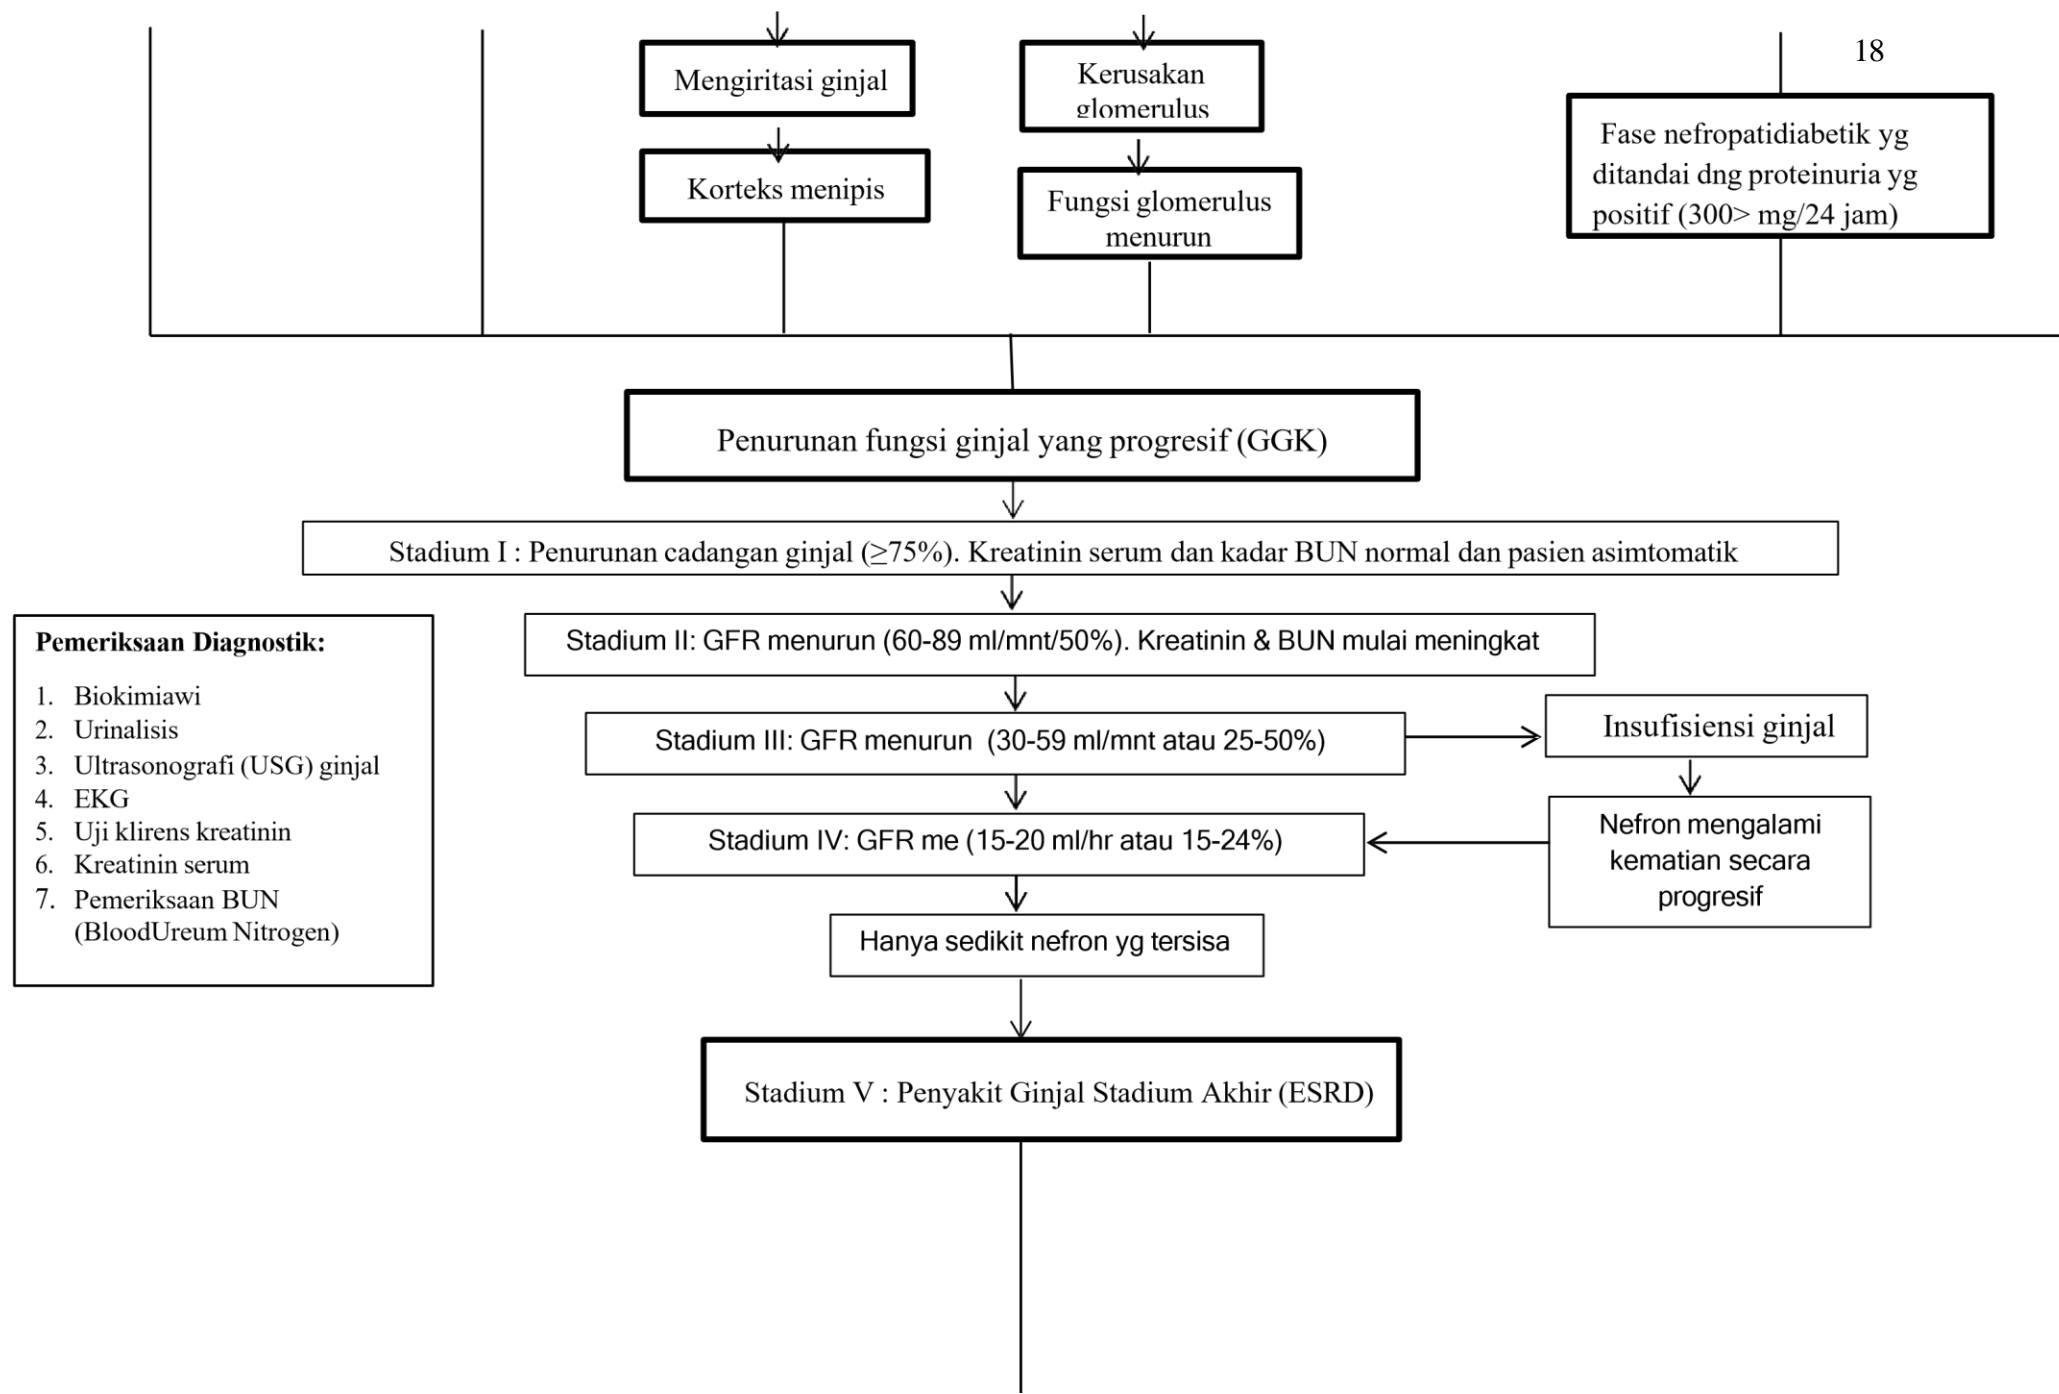 18
Mengiritasi ginjal
Korteks menipis
Kerusakan
glomerulus
Fungsi glomerulus
menurun
Fase nefropatidiabetik yg
ditandai dng proteinuria yg
positif (300> mg/24 jam)
Penurunan fungsi ginjal yang progresif (GGK)
Stadium I : Penurunan cadangan ginjal (≥75%). Kreatinin serum dan kadar BUN normal dan pasien asimtomatik
Stadium II: GFR menurun (60-89 ml/mnt/50%). Kreatinin & BUN mulai meningkat
Stadium III: GFR menurun (30-59 ml/mnt atau 25-50%)
Insufisiensi ginjal
Nefron mengalami
kematian secara
progresif
Stadium IV: GFR me (15-20 ml/hr atau 15-24%)
Hanya sedikit nefron yg tersisa
Stadium V : Penyakit Ginjal Stadium Akhir (ESRD)
Pemeriksaan Diagnostik:
1. Biokimiawi
2. Urinalisis
3. Ultrasonografi (USG) ginjal
4. EKG
5. Uji klirens kreatinin
6. Kreatinin serum
7. Pemeriksaan BUN
(BloodUreum Nitrogen)